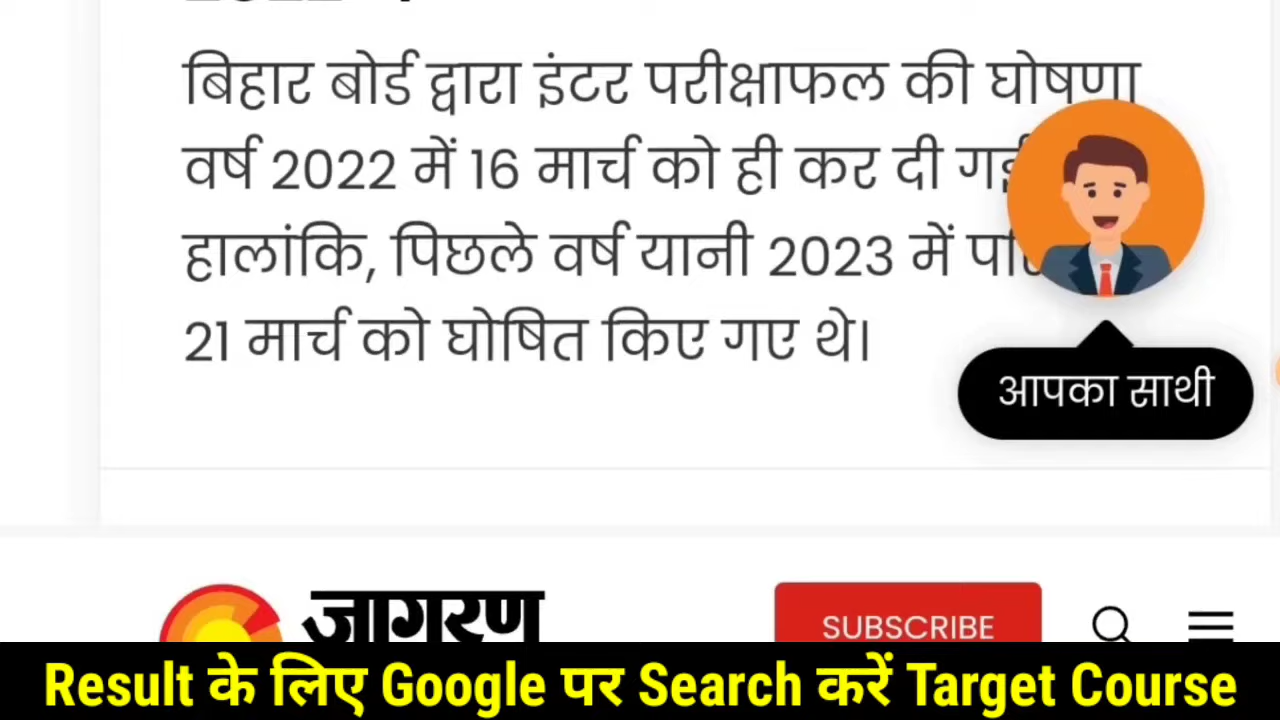 बिहार बोर्ड द्वारा इंटर परीक्षाफल की घोषणा
वर्ष 2022 में 16 मार्च को ही कर दी
हालांकि, पिछले वर्ष यानी 2023 में
21 मार्च को घोषित किए गए थे।
आपका साथी
जागरण
SUBSCRIBE
Result के लिए Google पर Search करें Target Course